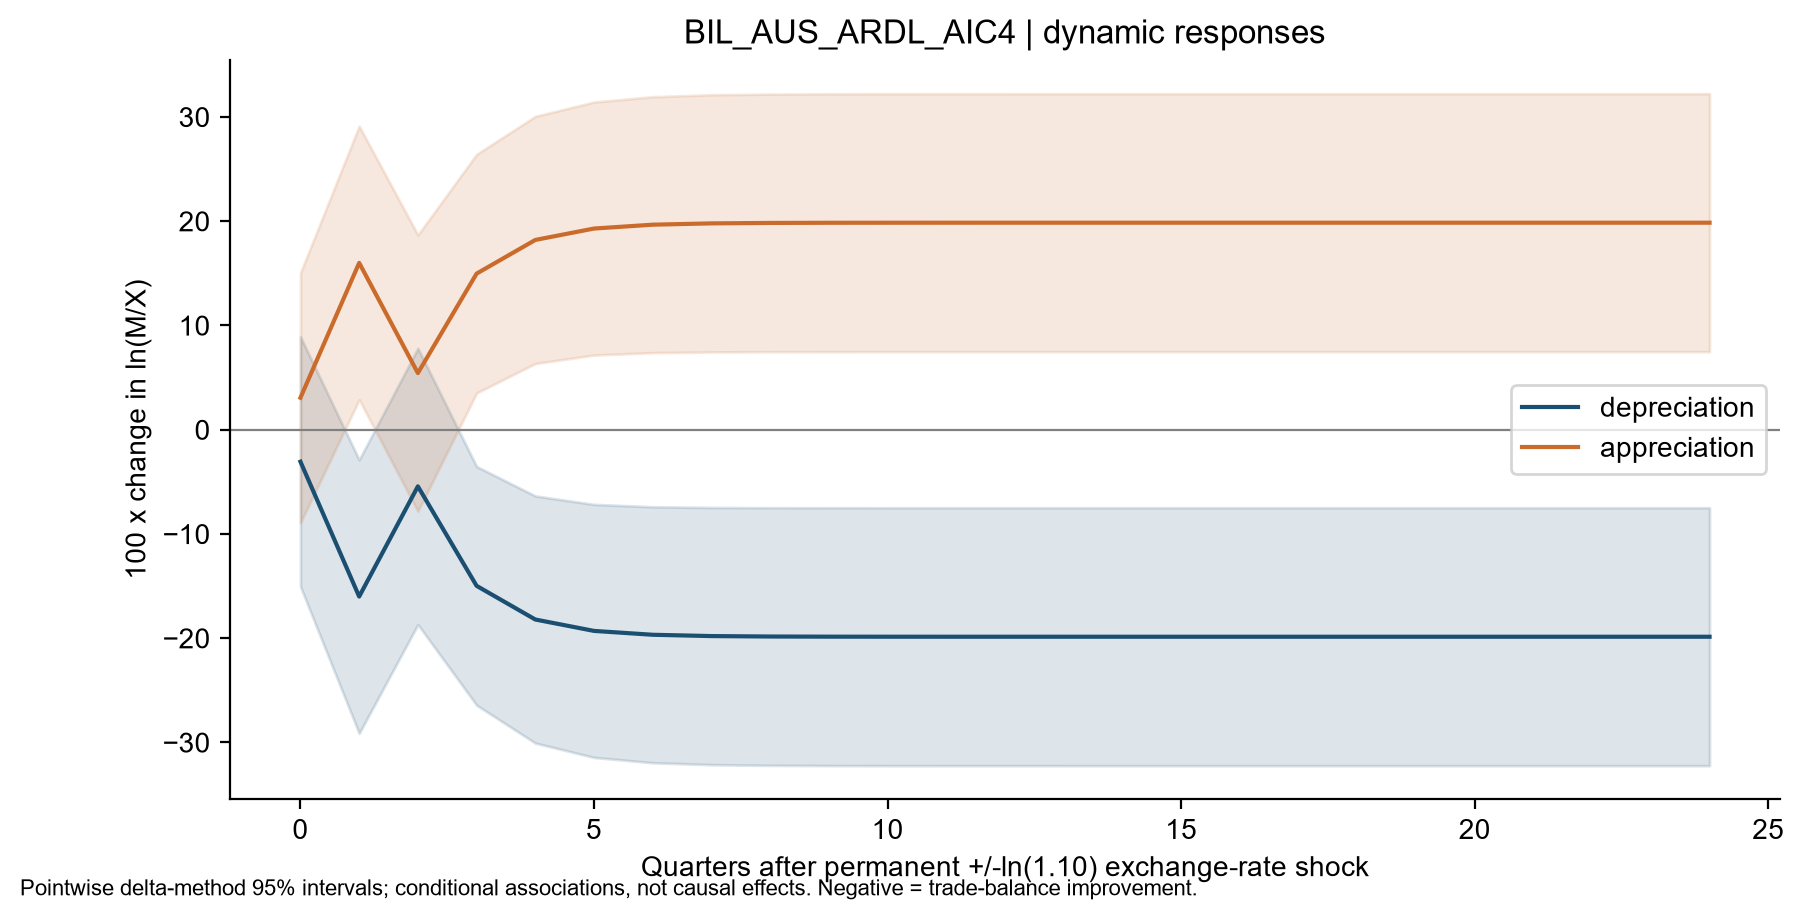 BIL_AUS_ARDL_AIC4 | dynamic responses
100 x change in ln(M/X)
30
20
10
0
−10
−20
−30
depreciation
appreciation
0
5
10
15
20
25
Quarters after permanent +/-ln(1.10) exchange-rate shock
Pointwise delta-method 95% intervals; conditional associations, not causal effects. Negative = trade-balance improvement.